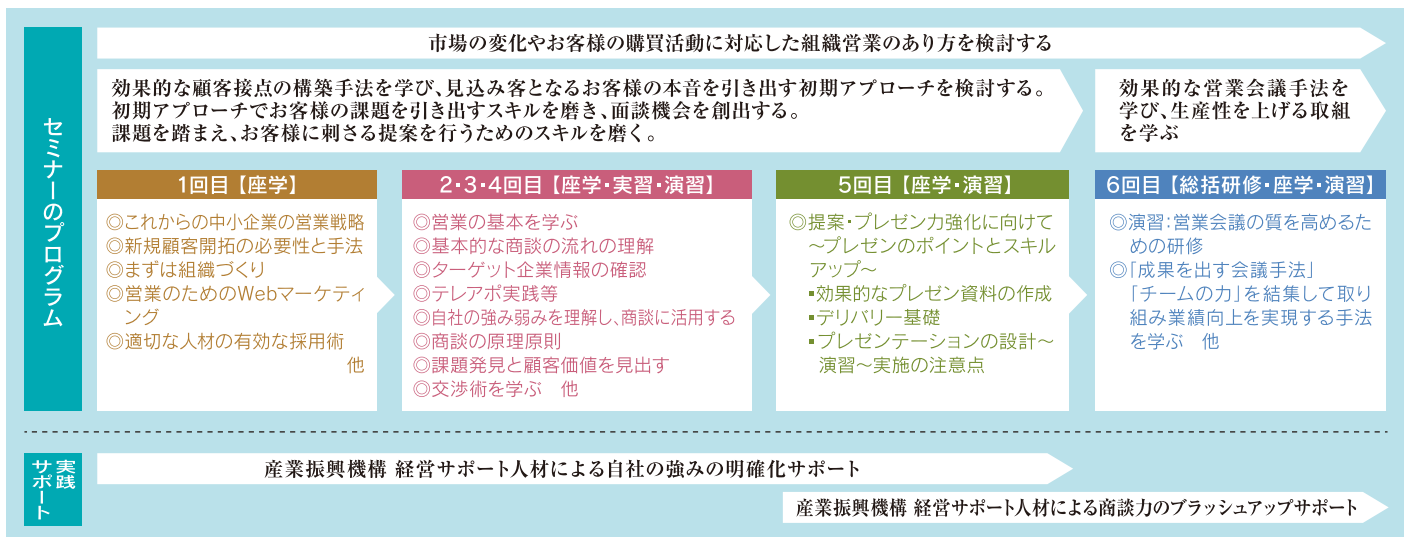 セミナーのプログラム
市場の変化やお客様の購買活動に対応した組織営業のあり方を検討する
効果的な顧客接点の構築手法を学び、見込み客となるお客様の本音を引き出す初期アプローチを検討する。
初期アプローチでお客様の課題を引き出すスキルを磨き、面談機会を創出する。
課題を踏まえ、お客様に刺さる提案を行うためのスキルを磨く。
効果的な営業会議手法を
学び、生産性を上げる取組
を学ぶ
1回目【座学】
◎これからの中小企業の営業戦略
◎新規顧客開拓の必要性と手法
◎まずは組織づくり
◎営業のためのWebマーケティ
ング
◎適切な人材の有効な採用術
他
2・3・4回目【座学・実習・演習】
◎営業の基本を学ぶ
◎基本的な商談の流れの理解
◎ターゲット企業情報の確認
◎テレアポ実践等
◎自社の強み弱みを理解し、商談に活用する
◎商談の原理原則
◎課題発見と顧客価値を見出す
◎交渉術を学ぶ　他
5回目【座学・演習】
◎提案・プレゼン力強化に向けて
～プレゼンのポイントとスキル
アップ～
▪効果的なプレゼン資料の作成
▪デリバリー基礎
▪プレゼンテーションの設計～
演習～実施の注意点
6回目【総括研修・座学・演習】
◎演習：営業会議の質を高めるた
めの研修
◎「成果を出す会議手法」
「チームの力」を結集して取り
組み業績向上を実現する手法
を学ぶ　他
実践
サポート
産業振興機構 経営サポート人材による自社の強みの明確化サポート
産業振興機構 経営サポート人材による商談力のブラッシュアップサポート